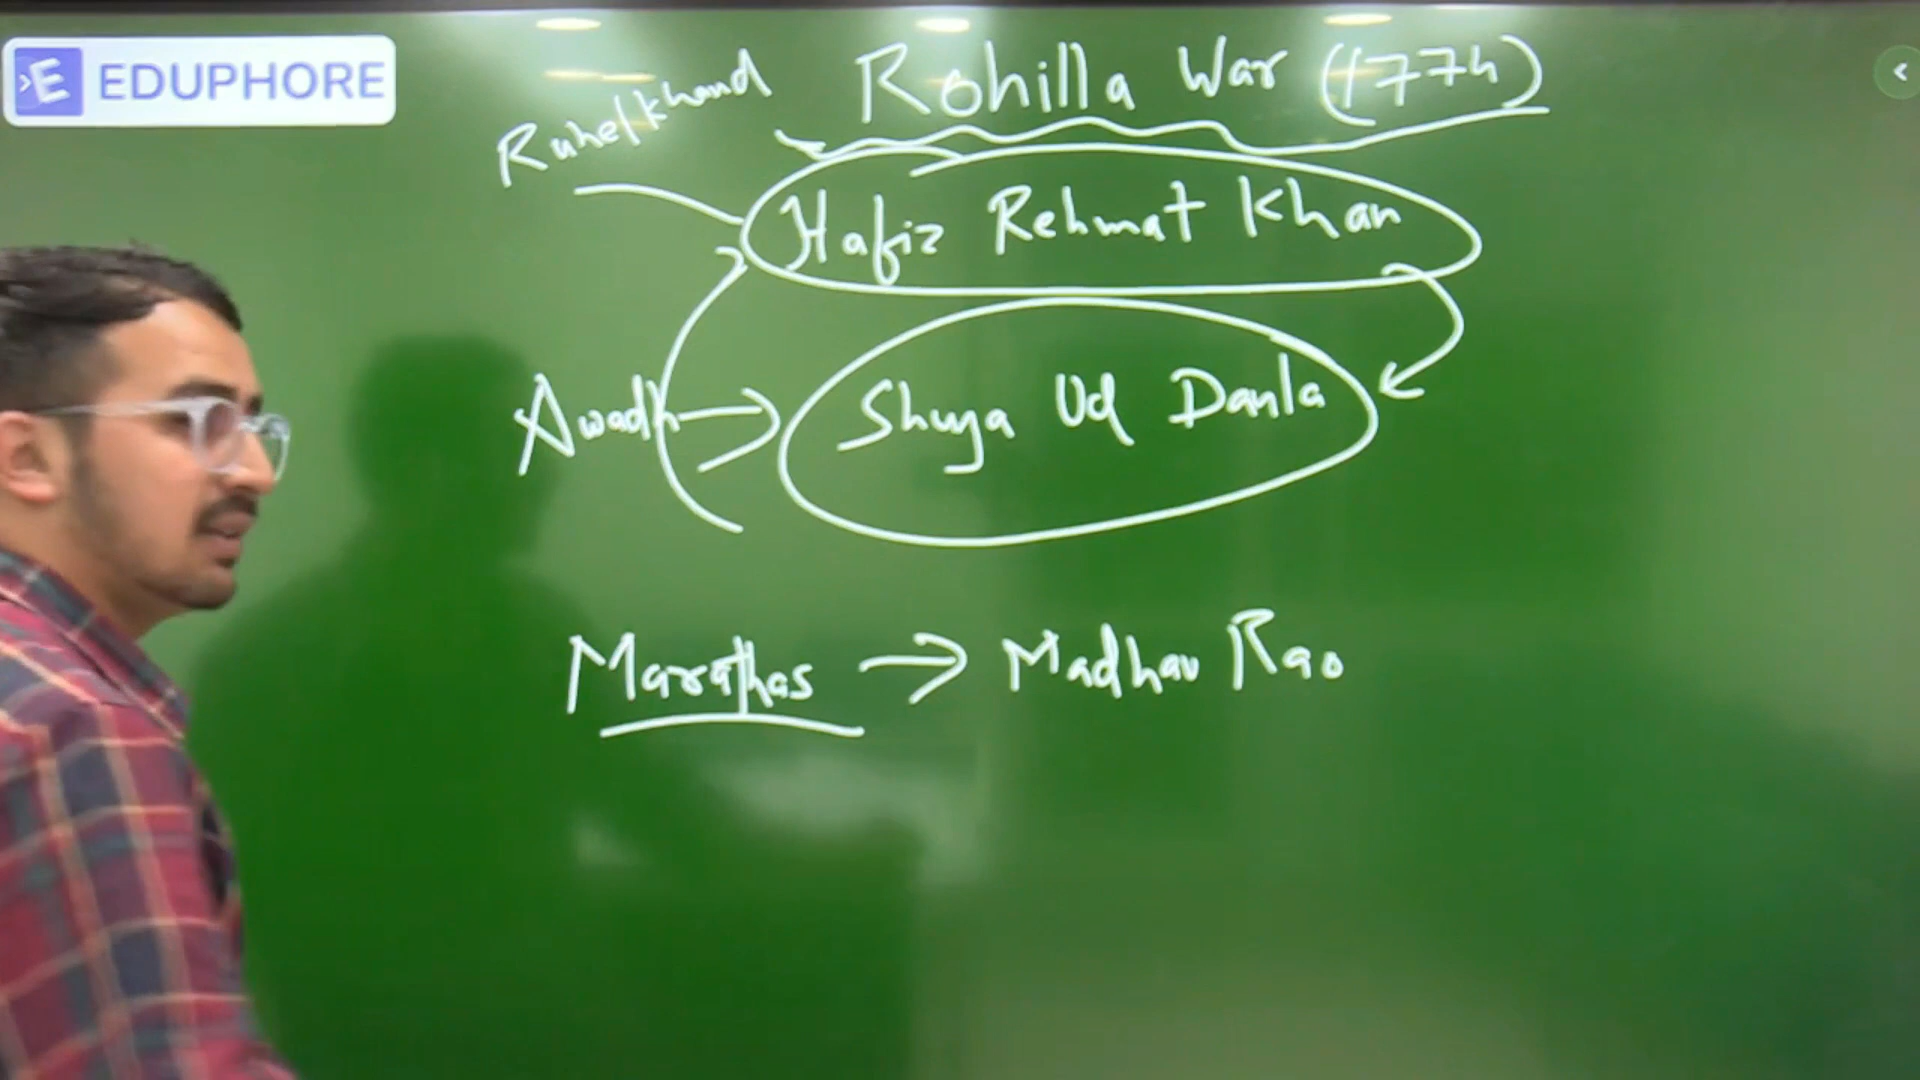 EDUPHORE
Rohilla War (1774)
Ruhelkhand
Hafiz Rehmat Khan
Awadh → Shuja Ud Daula
Marathas → Madhav Rao